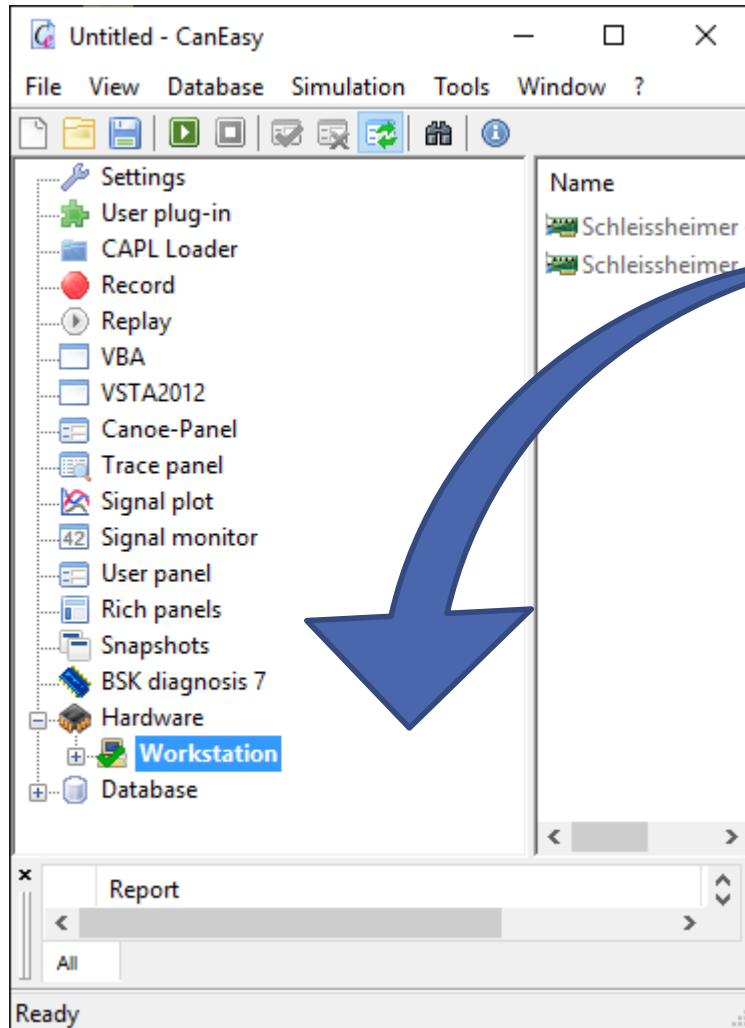 Untitled - CanEasy
File View Database Simulation Tools Window ?
Settings
User plug-in
CAPL Loader
Record
Replay
VBA
VSTA2012
Canoe-Panel
Trace panel
Signal plot
42 Signal monitor
User panel
Rich panels
Snapshots
BSK diagnosis 7
Hardware
Workstation
Database
Name
Schleissheimer
Schleissheimer
Report
All
Ready